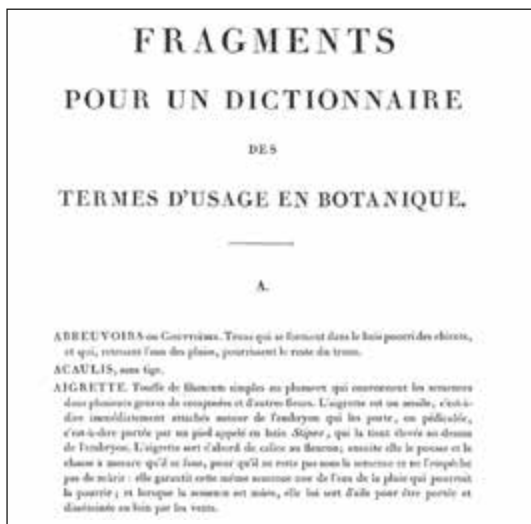 FRAGMENTS
POUR UN DICTIONNAIRE
DES
TERMES D'USAGE EN BOTANIQUE.
A.
ABREUVOIRS ou Gouttières. Trous qui se forment dans le bois pourri des chicots,
et qui, retenant l'eau des pluies, pourrissent le reste du tronc.
ACAULIS, sans tige.
AIGRETTE. Touffe de filaments simples ou plumeux qui couronnent les semences
dans plusieurs genres de composées et d'autres fleurs. L'aigrette est ou sessile, c'est-à-
dire immédiatement attachée autour de l'embryon qui les porte, ou pédiculée,
c'est-à-dire portée par un pied appelé en latin Stipes, qui la tient élevée au-dessus
de l'embryon. L'aigrette sert d'abord de calice au fleuron; ensuite elle le pousse et le
chasse à mesure qu'il se fane, pour qu'il ne reste pas sous la semence et ne l'empêche
pas de mûrir : elle garantit cette même semence nue de l'eau de la pluie qui pourroit
la pourrir; et lorsque la semence est mûre, elle lui sert d'aile pour être portée et
disséminée au loin par les vents.